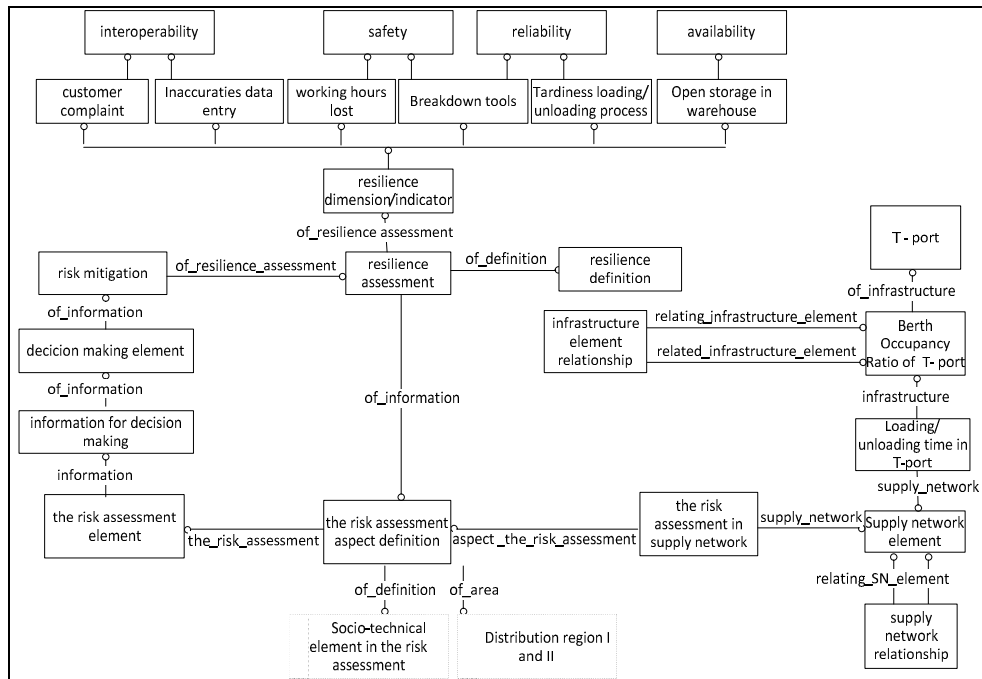 interoperability
safety
reliability
availability
customer
complaint
Inaccuraties data
entry
working hours
lost
Breakdown tools
Tardiness loading/
unloading process
Open storage in
warehouse
resilience
dimension/indicator
of_resilience assessment
T - port
risk mitigation
of_resilience_assessment
resilience
assessment
of_definition
resilience
definition
of_infrastructure
of_information
infrastructure
element
relationship
relating_infrastructure_element
related_infrastructure_element
Berth
Occupancy
Ratio of T- port
decicion making element
of_information
of_information
infrastructure
information for decision
making
Loading/
unloading time in
T-port
information
supply_network
the risk assessment
element
the_risk_assessment
the risk assessment
aspect definition
aspect_the_risk_assessment
the risk
assessment in
supply network
supply_network
Supply network
element
of_definition
of_area
relating_SN_element
Socio-technical
element in the risk
assessment
Distribution region I
and II
supply
network
relationship